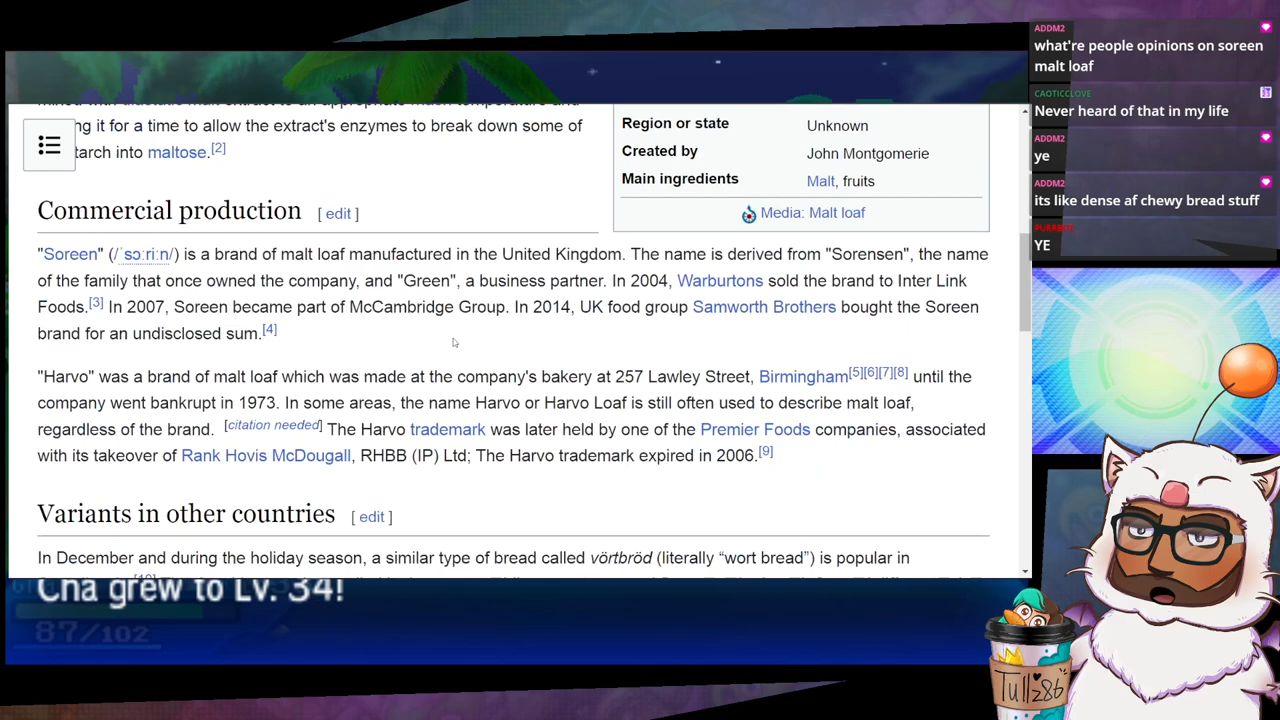 ng it for a time to allow the extract's enzymes to break down some of
tarch into maltose.[2]
Region or state Unknown
Created by John Montgomerie
Main ingredients Malt, fruits
Media: Malt loaf
Commercial production [ edit ]
"Soreen" (/ˈsɔːriːn/) is a brand of malt loaf manufactured in the United Kingdom. The name is derived from "Sorensen", the name
of the family that once owned the company, and "Green", a business partner. In 2004, Warburtons sold the brand to Inter Link
Foods.[3] In 2007, Soreen became part of McCambridge Group. In 2014, UK food group Samworth Brothers bought the Soreen
brand for an undisclosed sum.[4]
"Harvo" was a brand of malt loaf which was made at the company's bakery at 257 Lawley Street, Birmingham[5][6][7][8] until the
company went bankrupt in 1973. In some areas, the name Harvo or Harvo Loaf is still often used to describe malt loaf,
regardless of the brand. [citation needed] The Harvo trademark was later held by one of the Premier Foods companies, associated
with its takeover of Rank Hovis McDougall, RHBB (IP) Ltd; The Harvo trademark expired in 2006.[9]
Variants in other countries [ edit ]
In December and during the holiday season, a similar type of bread called vörtbröd (literally “wort bread”) is popular in
Cha grew to Lv. 34!
87/102
ADDM2
what're people opinions on soreen
malt loaf
CAOTICCLOVE
Never heard of that in my life
ADDM2
ye
ADDM2
its like dense af chewy bread stuff
YE
Tullz86